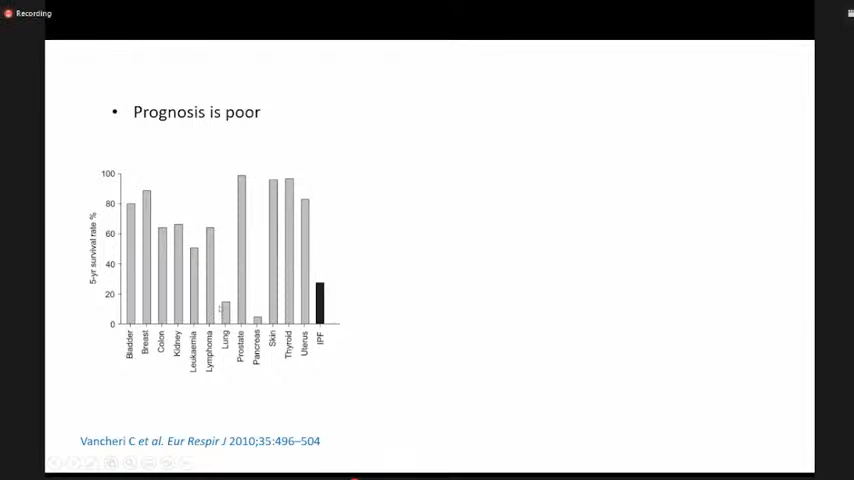 Recording
• Prognosis is poor
100
80
60
40
20
0
5-yr survival rate %
Bladder
Breast
Colon
Kidney
Leukaemia
Lymphoma
Lung
Prostate
Pancreas
Skin
Thyroid
Uterus
IPF
Vancheri C et al. Eur Respir J 2010;35:496–504